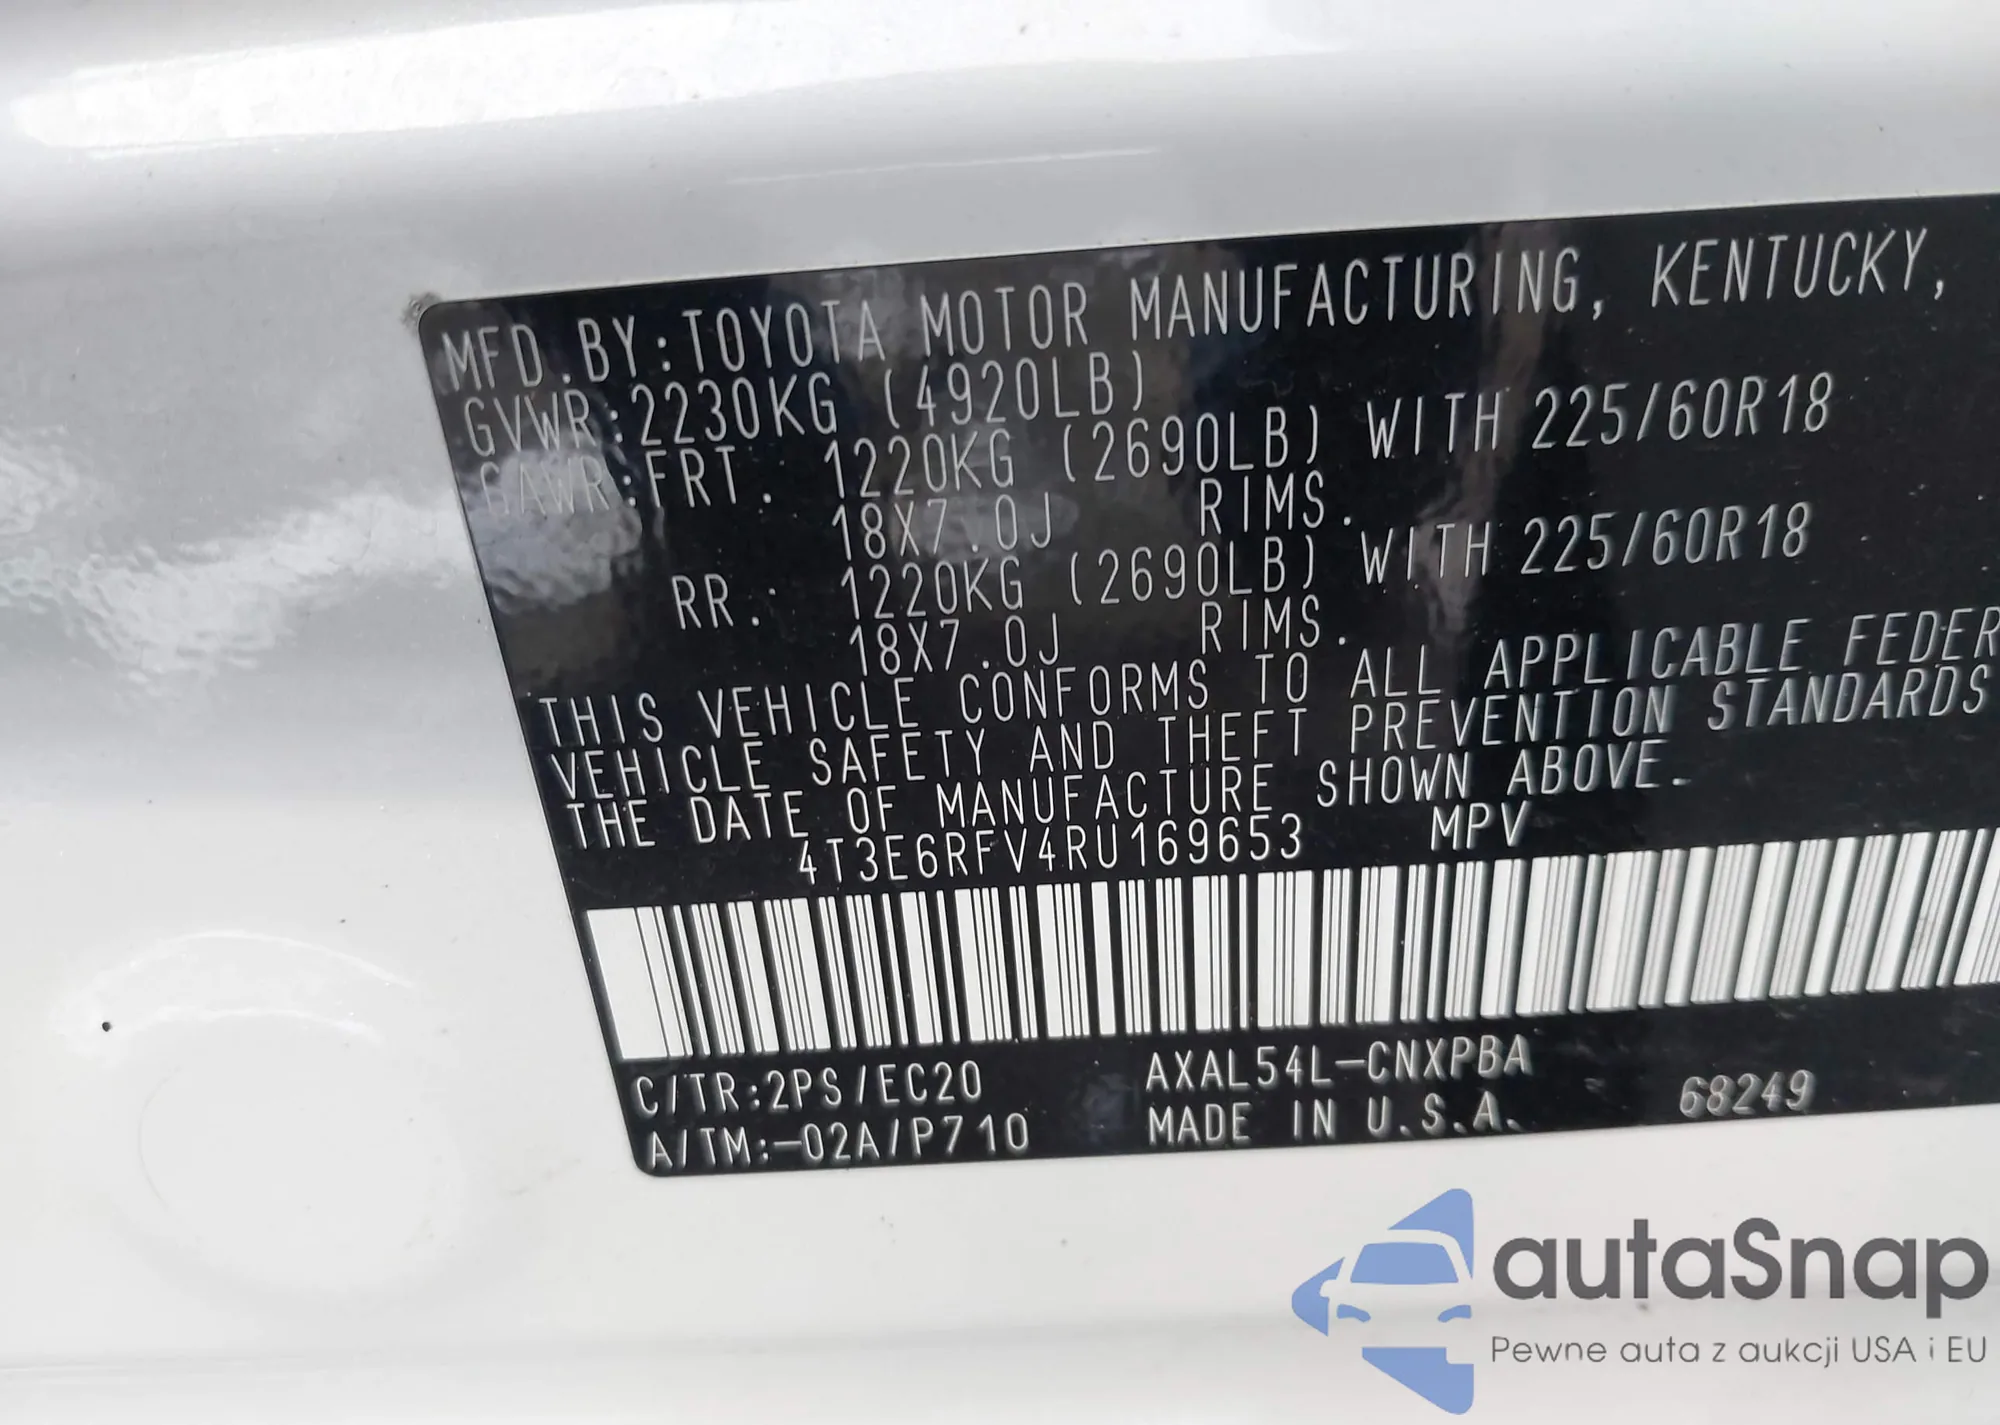 MFD.BY:TOYOTA MOTOR MANUFACTURING, KENTUCKY,
GVWR:2230KG (4920LB)
GAWR:FRT. 1220KG (2690LB) WITH 225/60R18
18X7.0J RIMS.
RR. 1220KG (2690LB) WITH 225/60R18
18X7.0J RIMS.
THIS VEHICLE CONFORMS TO ALL APPLICABLE FEDER
VEHICLE SAFETY AND THEFT PREVENTION STANDARDS
THE DATE OF MANUFACTURE SHOWN ABOVE.
4T3E6RFV4RU169653 MPV
C/TR:2PS/EC20 AXAL54L-CNXPBA
A/TM:-02A/P710 MADE IN U.S.A. 68249
autaSnap
Pewne auta z aukcji USA i EU